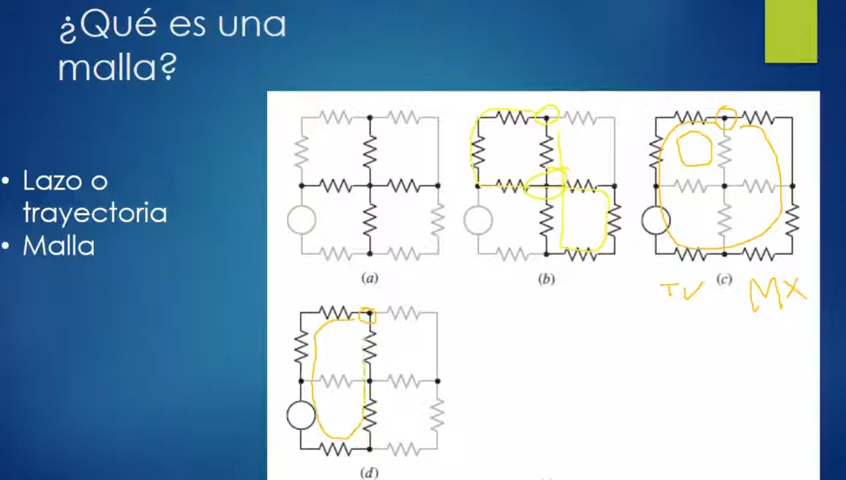 ¿Qué es una
malla?
• Lazo o
trayectoria
• Malla
(a)
(b)
(c)
TV MX
(d)